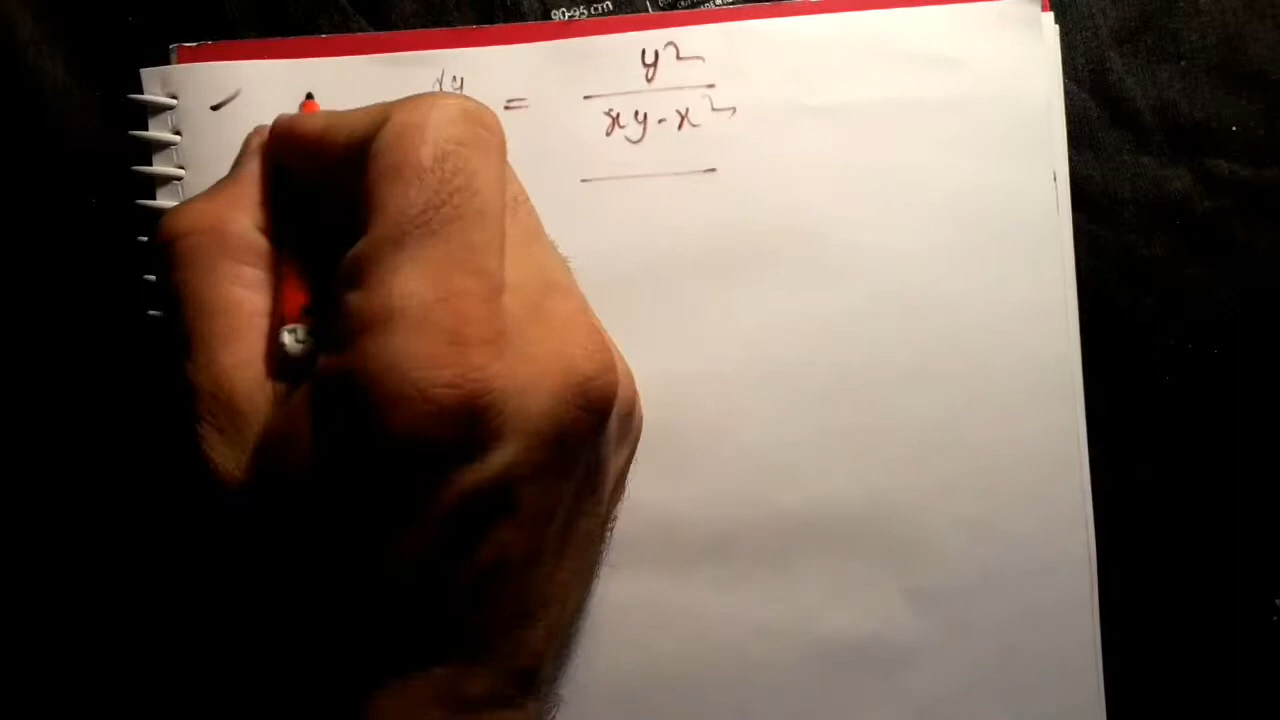 90-95 cm
dy = y²
xy - x²